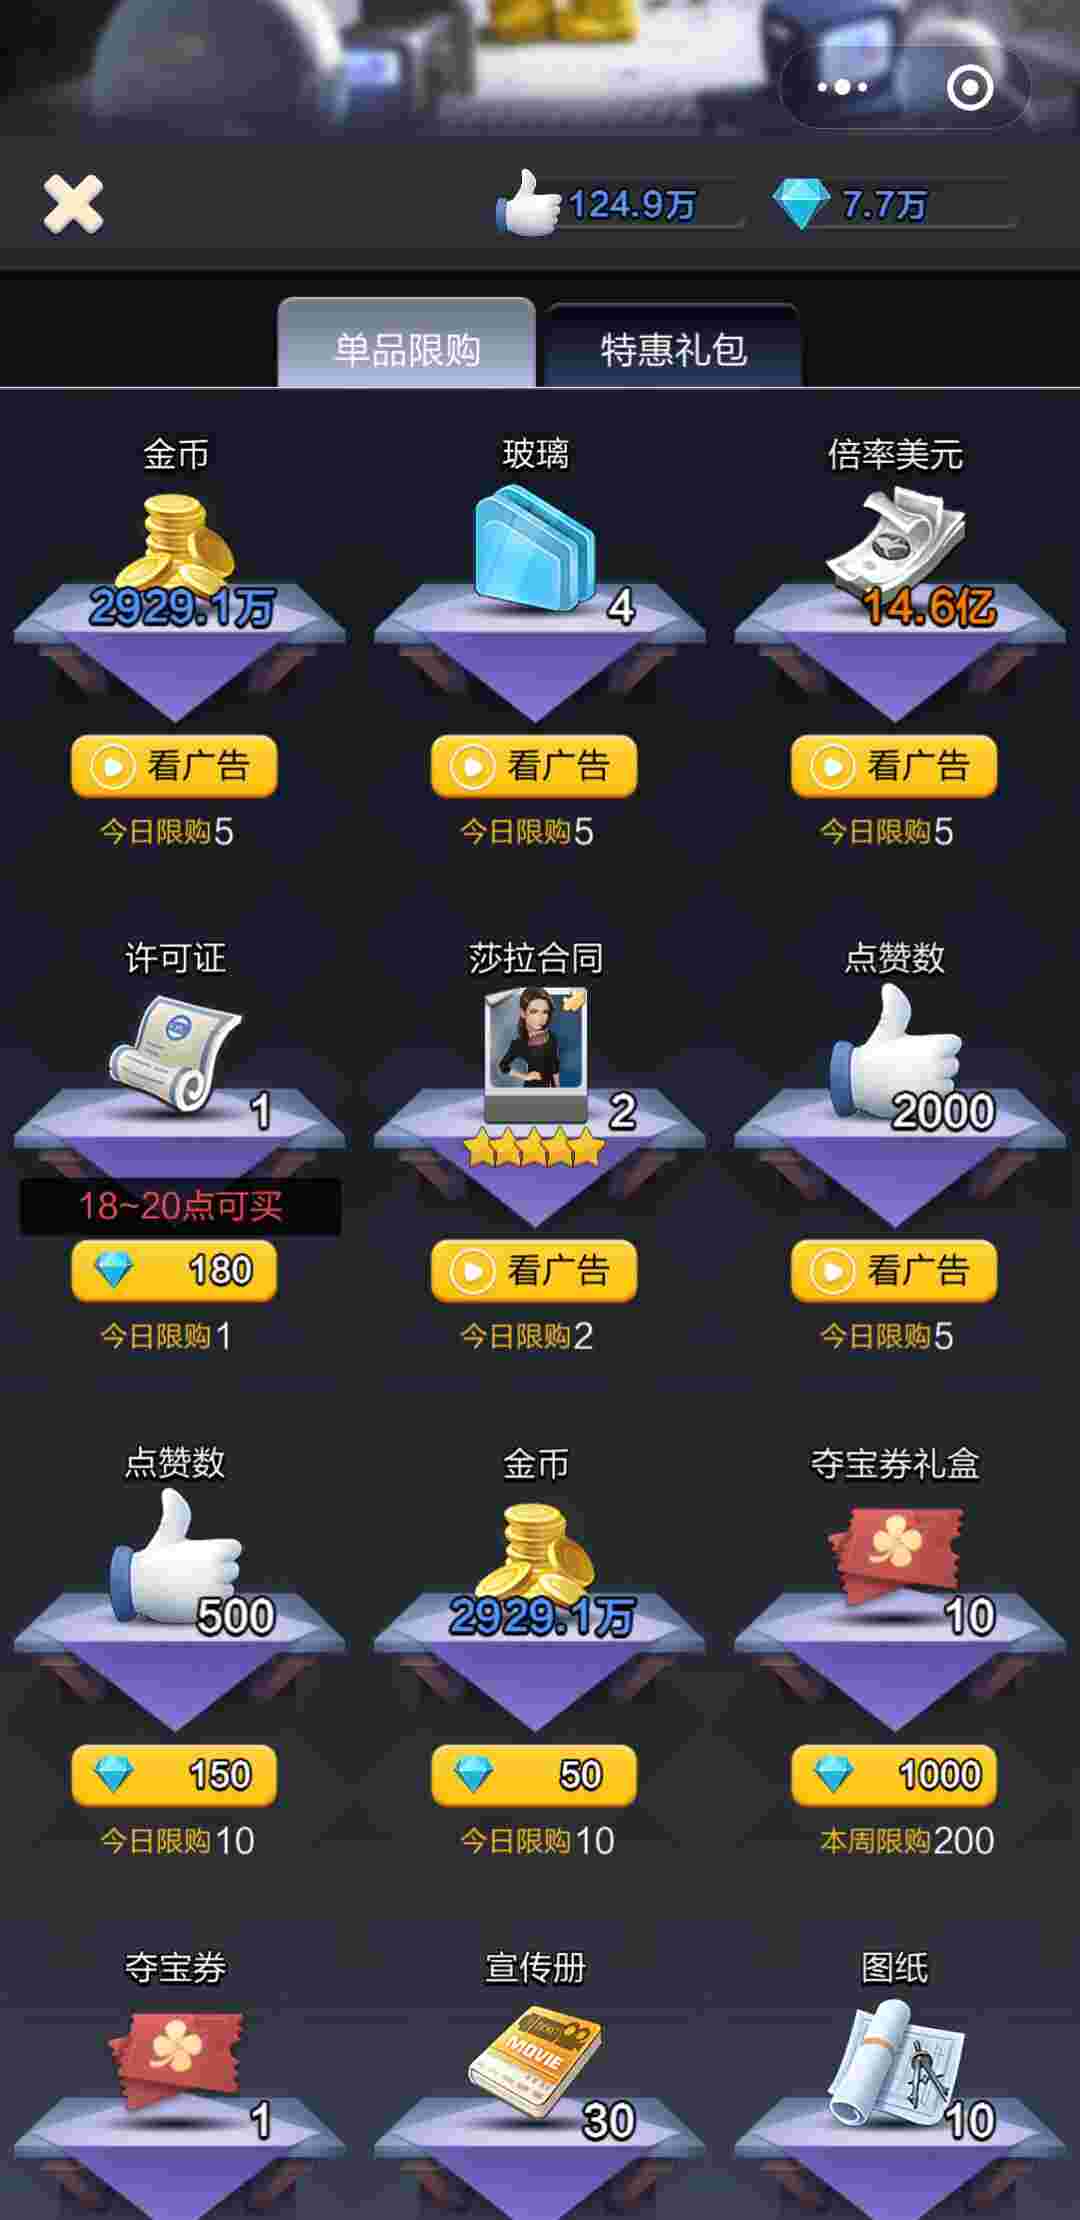 124.9万 7.7万
单品限购 特惠礼包
金币 玻璃 倍率美元
2929.1万 4 14.6亿
看广告 看广告 看广告
今日限购5 今日限购5 今日限购5
许可证 莎拉合同 点赞数
1 2 2000
18~20点可买
180 看广告 看广告
今日限购1 今日限购2 今日限购5
点赞数 金币 夺宝券礼盒
500 2929.1万 10
150 50 1000
今日限购10 今日限购10 本周限购200
夺宝券 宣传册 图纸
MOVIE
1 30 10